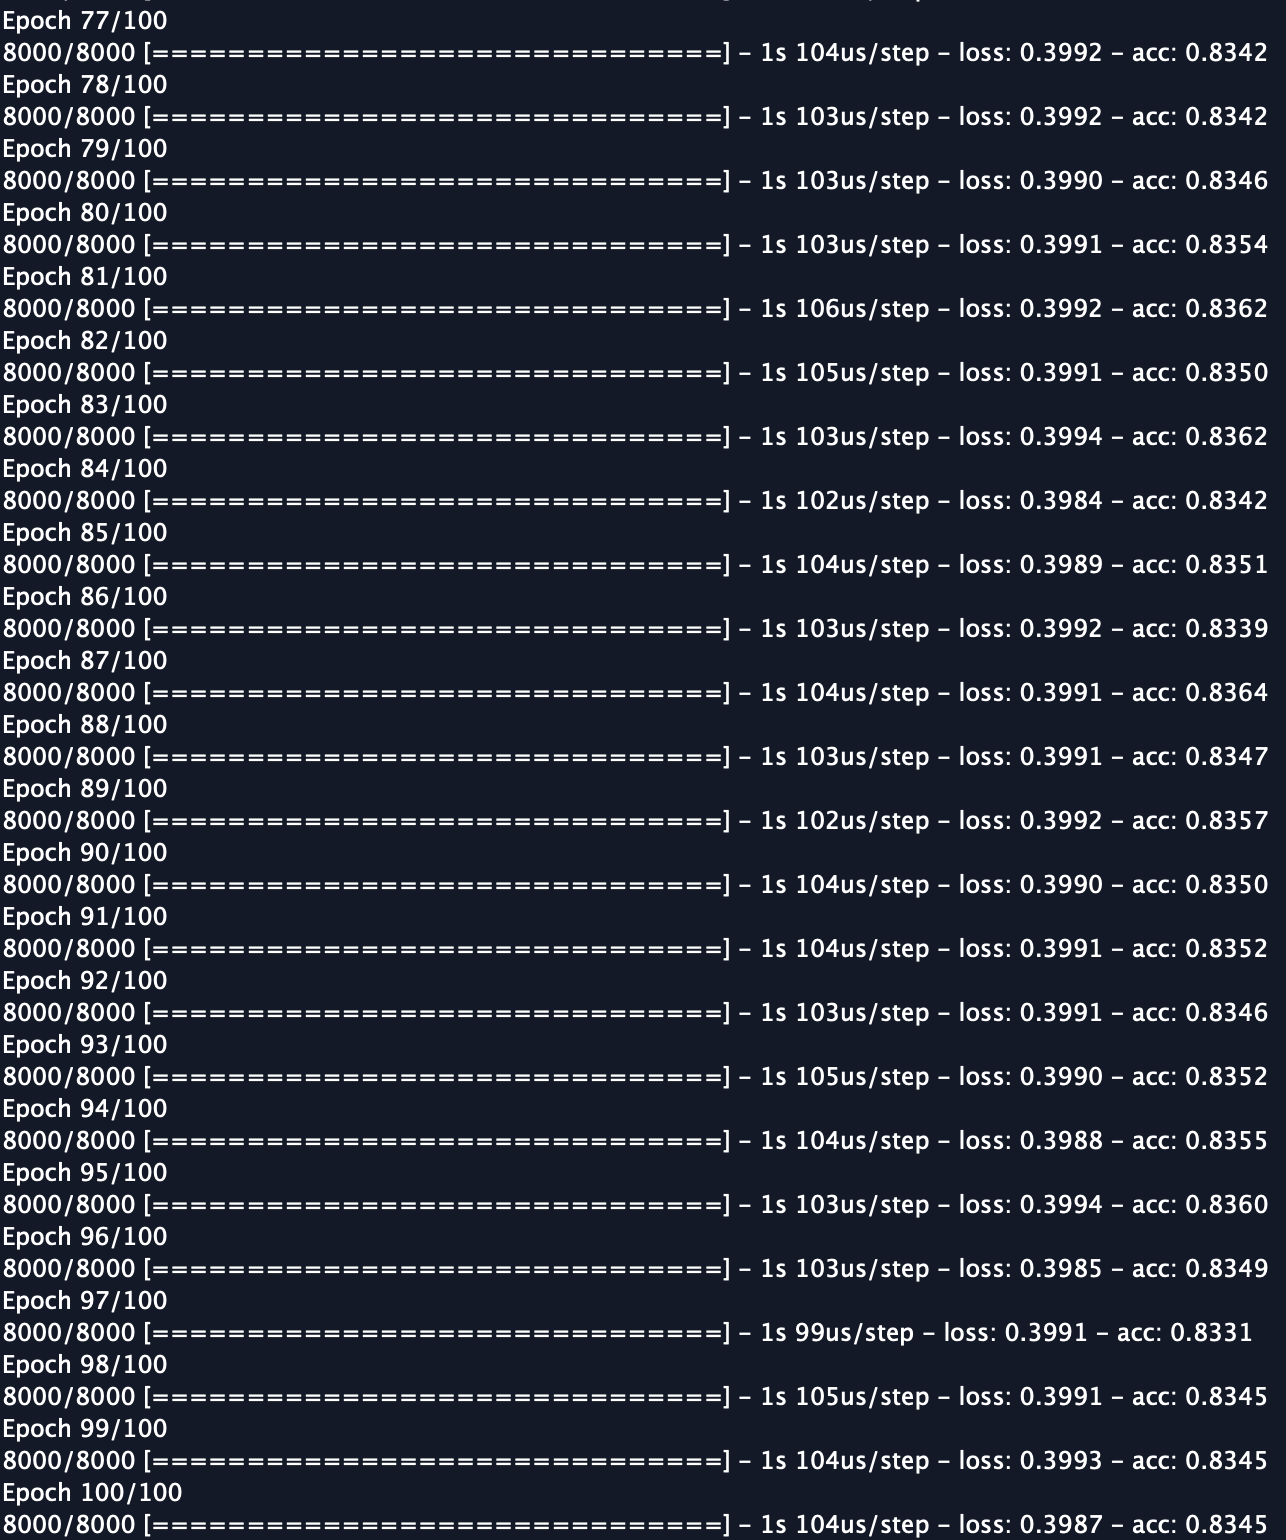 Epoch 77/100
8000/8000 [==============================] - 1s 104us/step - loss: 0.3992 - acc: 0.8342
Epoch 78/100
8000/8000 [==============================] - 1s 103us/step - loss: 0.3992 - acc: 0.8342
Epoch 79/100
8000/8000 [==============================] - 1s 103us/step - loss: 0.3990 - acc: 0.8346
Epoch 80/100
8000/8000 [==============================] - 1s 103us/step - loss: 0.3991 - acc: 0.8354
Epoch 81/100
8000/8000 [==============================] - 1s 106us/step - loss: 0.3992 - acc: 0.8362
Epoch 82/100
8000/8000 [==============================] - 1s 105us/step - loss: 0.3991 - acc: 0.8350
Epoch 83/100
8000/8000 [==============================] - 1s 103us/step - loss: 0.3994 - acc: 0.8362
Epoch 84/100
8000/8000 [==============================] - 1s 102us/step - loss: 0.3984 - acc: 0.8342
Epoch 85/100
8000/8000 [==============================] - 1s 104us/step - loss: 0.3989 - acc: 0.8351
Epoch 86/100
8000/8000 [==============================] - 1s 103us/step - loss: 0.3992 - acc: 0.8339
Epoch 87/100
8000/8000 [==============================] - 1s 104us/step - loss: 0.3991 - acc: 0.8364
Epoch 88/100
8000/8000 [==============================] - 1s 103us/step - loss: 0.3991 - acc: 0.8347
Epoch 89/100
8000/8000 [==============================] - 1s 102us/step - loss: 0.3992 - acc: 0.8357
Epoch 90/100
8000/8000 [==============================] - 1s 104us/step - loss: 0.3990 - acc: 0.8350
Epoch 91/100
8000/8000 [==============================] - 1s 104us/step - loss: 0.3991 - acc: 0.8352
Epoch 92/100
8000/8000 [==============================] - 1s 103us/step - loss: 0.3991 - acc: 0.8346
Epoch 93/100
8000/8000 [==============================] - 1s 105us/step - loss: 0.3990 - acc: 0.8352
Epoch 94/100
8000/8000 [==============================] - 1s 104us/step - loss: 0.3988 - acc: 0.8355
Epoch 95/100
8000/8000 [==============================] - 1s 103us/step - loss: 0.3994 - acc: 0.8360
Epoch 96/100
8000/8000 [==============================] - 1s 103us/step - loss: 0.3985 - acc: 0.8349
Epoch 97/100
8000/8000 [==============================] - 1s 99us/step - loss: 0.3991 - acc: 0.8331
Epoch 98/100
8000/8000 [==============================] - 1s 105us/step - loss: 0.3991 - acc: 0.8345
Epoch 99/100
8000/8000 [==============================] - 1s 104us/step - loss: 0.3993 - acc: 0.8345
Epoch 100/100
8000/8000 [==============================] - 1s 104us/step - loss: 0.3987 - acc: 0.8345